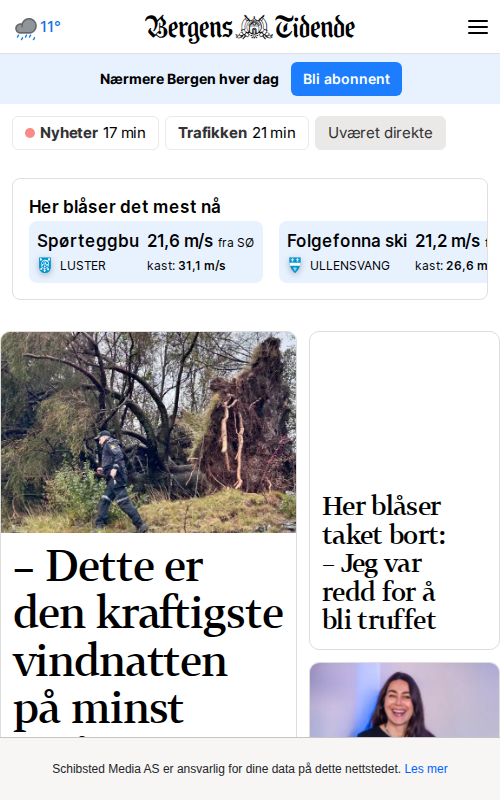 11°
Bergens Tidende
Nærmere Bergen hver dag
Bli abonnent
Nyheter 17 min
Trafikken 21 min
Uværet direkte
Her blåser det mest nå
Spørteggbu 21,6 m/s fra SØ
LUSTER kast: 31,1 m/s
Folgefonna ski 21,2 m/s
ULLENSVANG kast: 26,6 m
– Dette er
den kraftigste
vindnatten
på minst
Her blåser
taket bort:
– Jeg var
redd for å
bli truffet
Schibsted Media AS er ansvarlig for dine data på dette nettstedet. Les mer